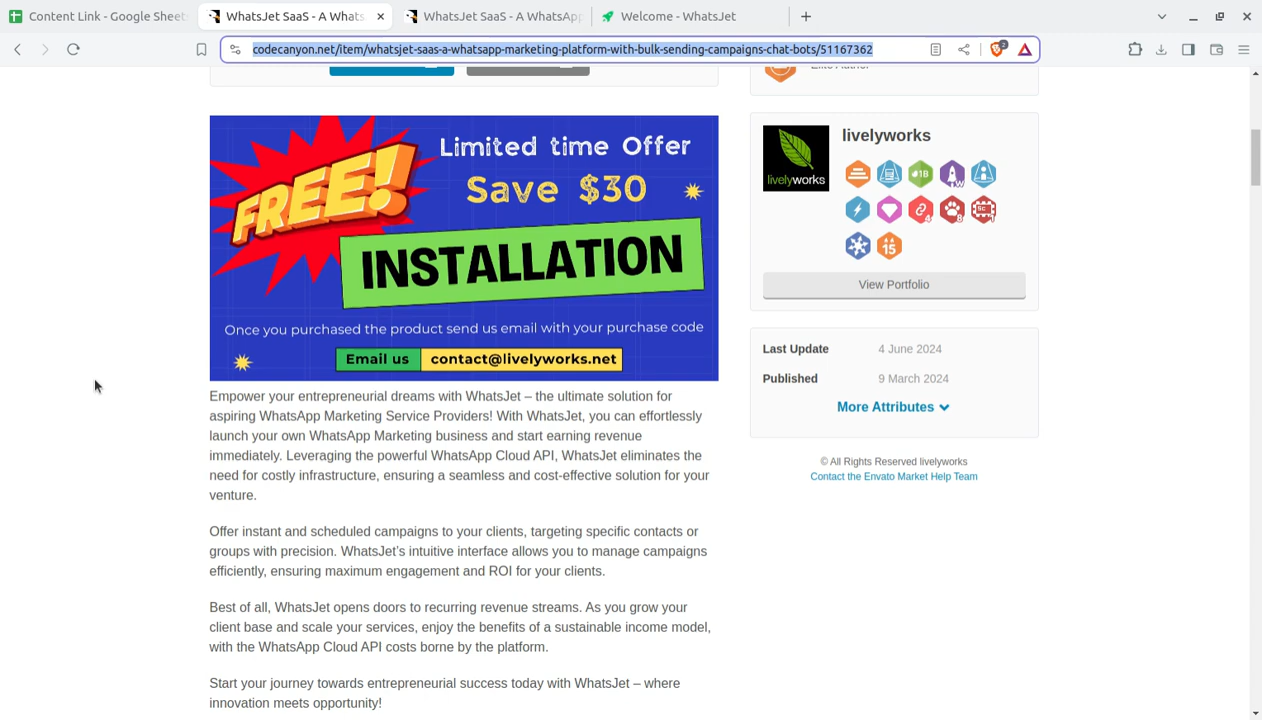 Content Link - Google Sheets
WhatsJet SaaS - A Whats
WhatsJet SaaS - A WhatsApp
Welcome - WhatsJet
codecanyon.net/item/whatsjet-saas-a-whatsapp-marketing-platform-with-bulk-sending-campaigns-chat-bots/51167362
2
FREE!
Limited time Offer
Save $30
INSTALLATION
Once you purchased the product send us email with your purchase code
Email us contact@livelyworks.net
Empower your entrepreneurial dreams with WhatsJet – the ultimate solution for
aspiring WhatsApp Marketing Service Providers! With WhatsJet, you can effortlessly
launch your own WhatsApp Marketing business and start earning revenue
immediately. Leveraging the powerful WhatsApp Cloud API, WhatsJet eliminates the
need for costly infrastructure, ensuring a seamless and cost-effective solution for your
venture.
Offer instant and scheduled campaigns to your clients, targeting specific contacts or
groups with precision. WhatsJet’s intuitive interface allows you to manage campaigns
efficiently, ensuring maximum engagement and ROI for your clients.
Best of all, WhatsJet opens doors to recurring revenue streams. As you grow your
client base and scale your services, enjoy the benefits of a sustainable income model,
with the WhatsApp Cloud API costs borne by the platform.
Start your journey towards entrepreneurial success today with WhatsJet – where
innovation meets opportunity!
Elite Author
livelyworks
livelyworks
1B
4
8
15
View Portfolio
Last Update 4 June 2024
Published 9 March 2024
More Attributes
© All Rights Reserved livelyworks
Contact the Envato Market Help Team